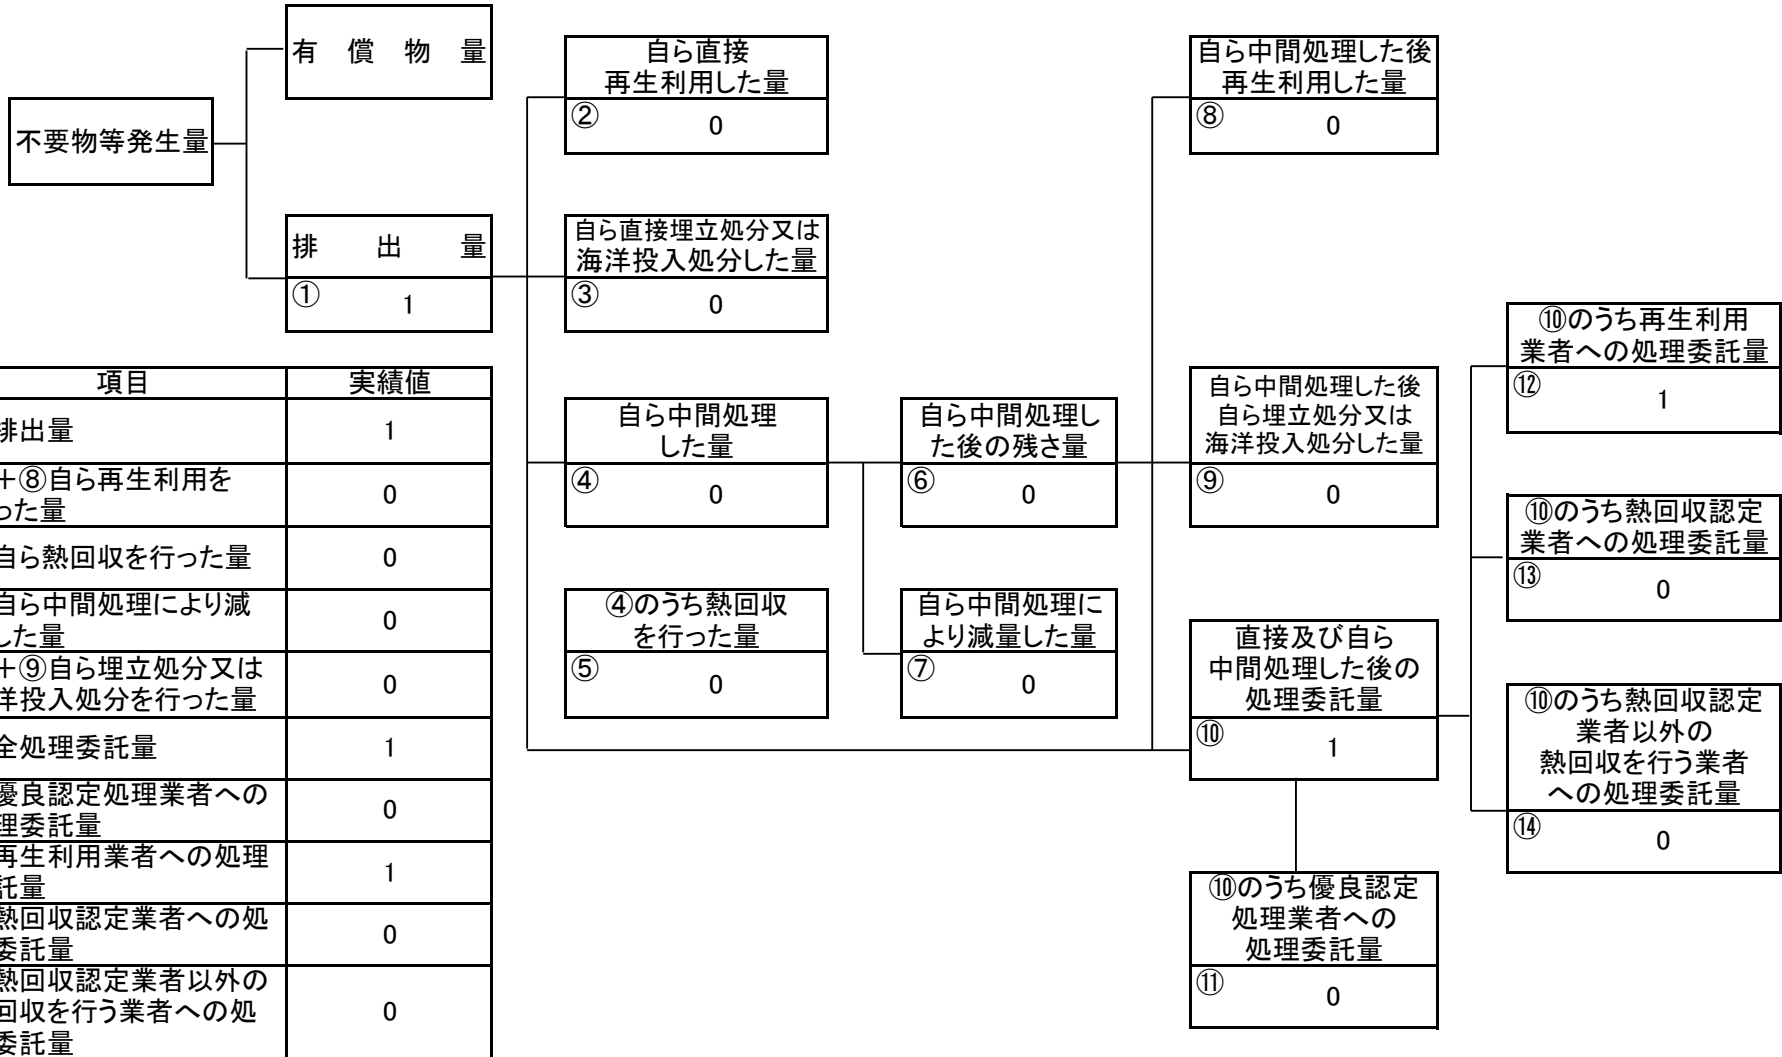 有償物量
不要物等発生量
排出量
① 1
自ら直接
再生利用した量
② 0
自ら直接埋立処分又は
海洋投入処分した量
③ 0
自ら中間処理
した量
④ 0
④のうち熱回収
を行った量
⑤ 0
自ら中間処理し
た後の残さ量
⑥ 0
自ら中間処理に
より減量した量
⑦ 0
自ら中間処理した後
再生利用した量
⑧ 0
自ら中間処理した後
自ら埋立処分又は
海洋投入処分した量
⑨ 0
直接及び自ら
中間処理した後の
処理委託量
⑩ 1
⑩のうち優良認定
処理業者への
処理委託量
⑪ 0
⑩のうち再生利用
業者への処理委託量
⑫ 1
⑩のうち熱回収認定
業者への処理委託量
⑬ 0
⑩のうち熱回収認定
業者以外の
熱回収を行う業者
への処理委託量
⑭ 0
項目 実績値
排出量 1
+⑧自ら再生利用を
った量 0
自ら熱回収を行った量 0
自ら中間処理により減
した量 0
+⑨自ら埋立処分又は
洋投入処分を行った量 0
全処理委託量 1
優良認定処理業者への
理委託量 0
再生利用業者への処理
託量 1
熱回収認定業者への処
委託量 0
熱回収認定業者以外の
回収を行う業者への処
委託量 0